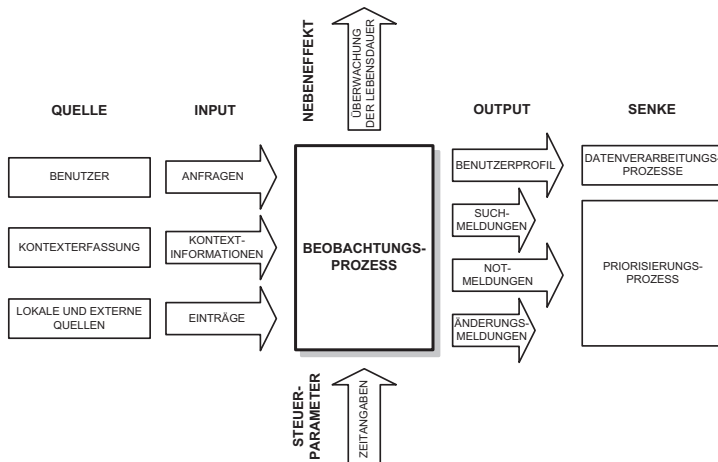 NEBENEFFEKT
ÜBERWACHUNG
DER LEBENSDAUER
QUELLE
INPUT
OUTPUT
SENKE
BENUTZER
ANFRAGEN
BENUTZERPROFIL
DATENVERARBEITUNGS-
PROZESSE
KONTEXTERFASSUNG
KONTEXT-
INFORMATIONEN
BEOBACHTUNGS-
PROZESS
SUCH-
MELDUNGEN
NOT-
MELDUNGEN
PRIORISIERUNGS-
PROZESS
LOKALE UND EXTERNE
QUELLEN
EINTRÄGE
ÄNDERUNGS-
MELDUNGEN
STEUER-
PARAMETER
ZEITANGABEN